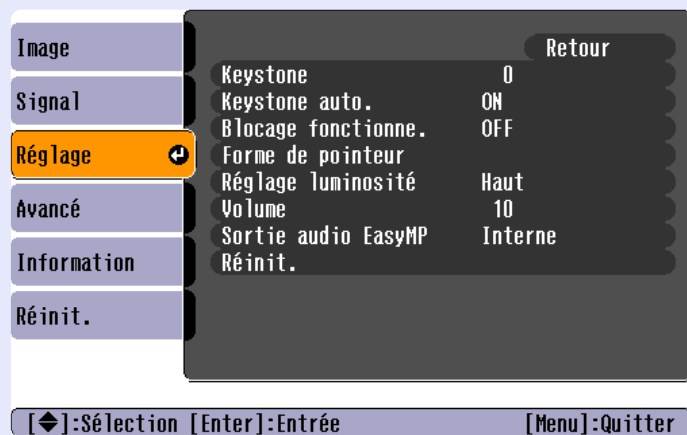 Image
Signal
Réglage
Avancé
Information
Réinit.
Retour
Keystone 0
Keystone auto. ON
Blocage fonctionne. OFF
Forme de pointeur
Réglage luminosité Haut
Volume 10
Sortie audio EasyMP Interne
Réinit.
[◆]:Sélection [Enter]:Entrée [Menu]:Quitter